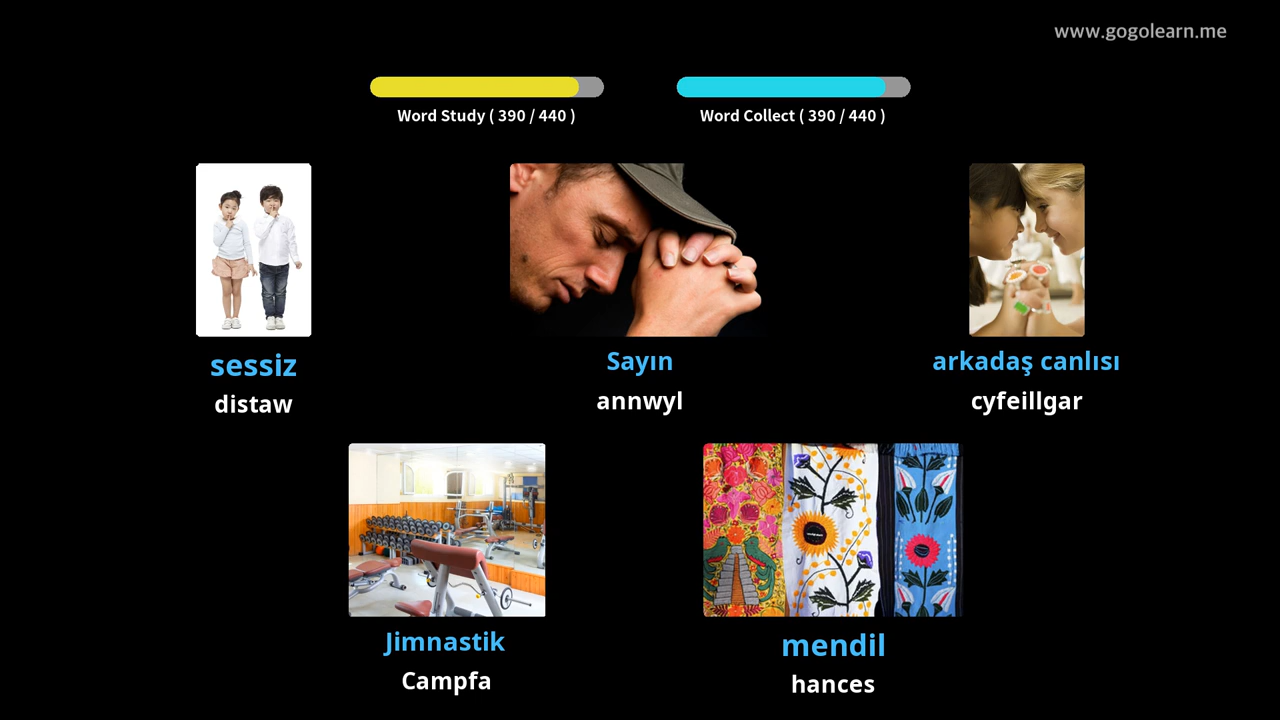 www.gogolearn.me
Word Study ( 390 / 440 )
Word Collect ( 390 / 440 )
sessiz
distaw
Sayın
annwyl
arkadaş canlısı
cyfeillgar
Jimnastik
Campfa
mendil
hances